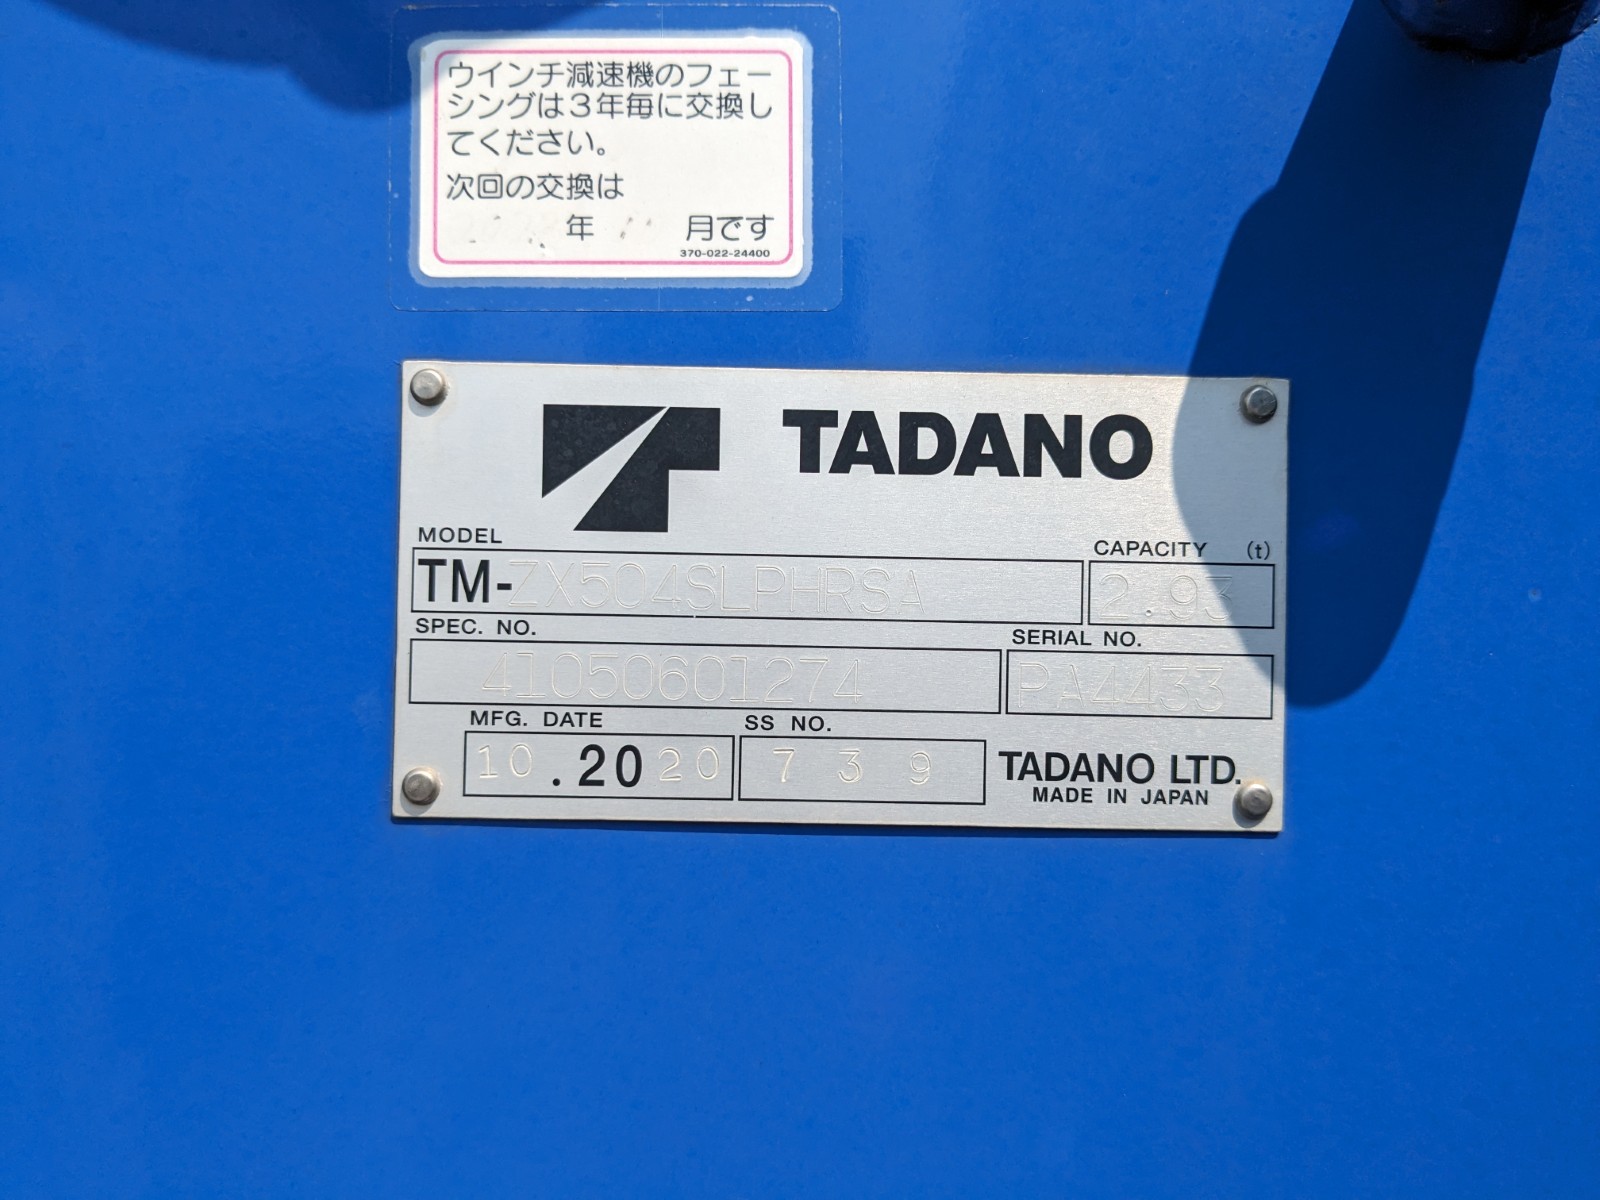 ウインチ減速機のフェー
シングは3年毎に交換し
てください。
次回の交換は
年 月です
370-022-24400
TADANO
MODEL
TM-ZX504SLPHRSA
CAPACITY (t)
2.93
SPEC. NO.
41050601274
SERIAL NO.
PA4433
MFG. DATE
10.2020
SS NO.
739
TADANO LTD.
MADE IN JAPAN